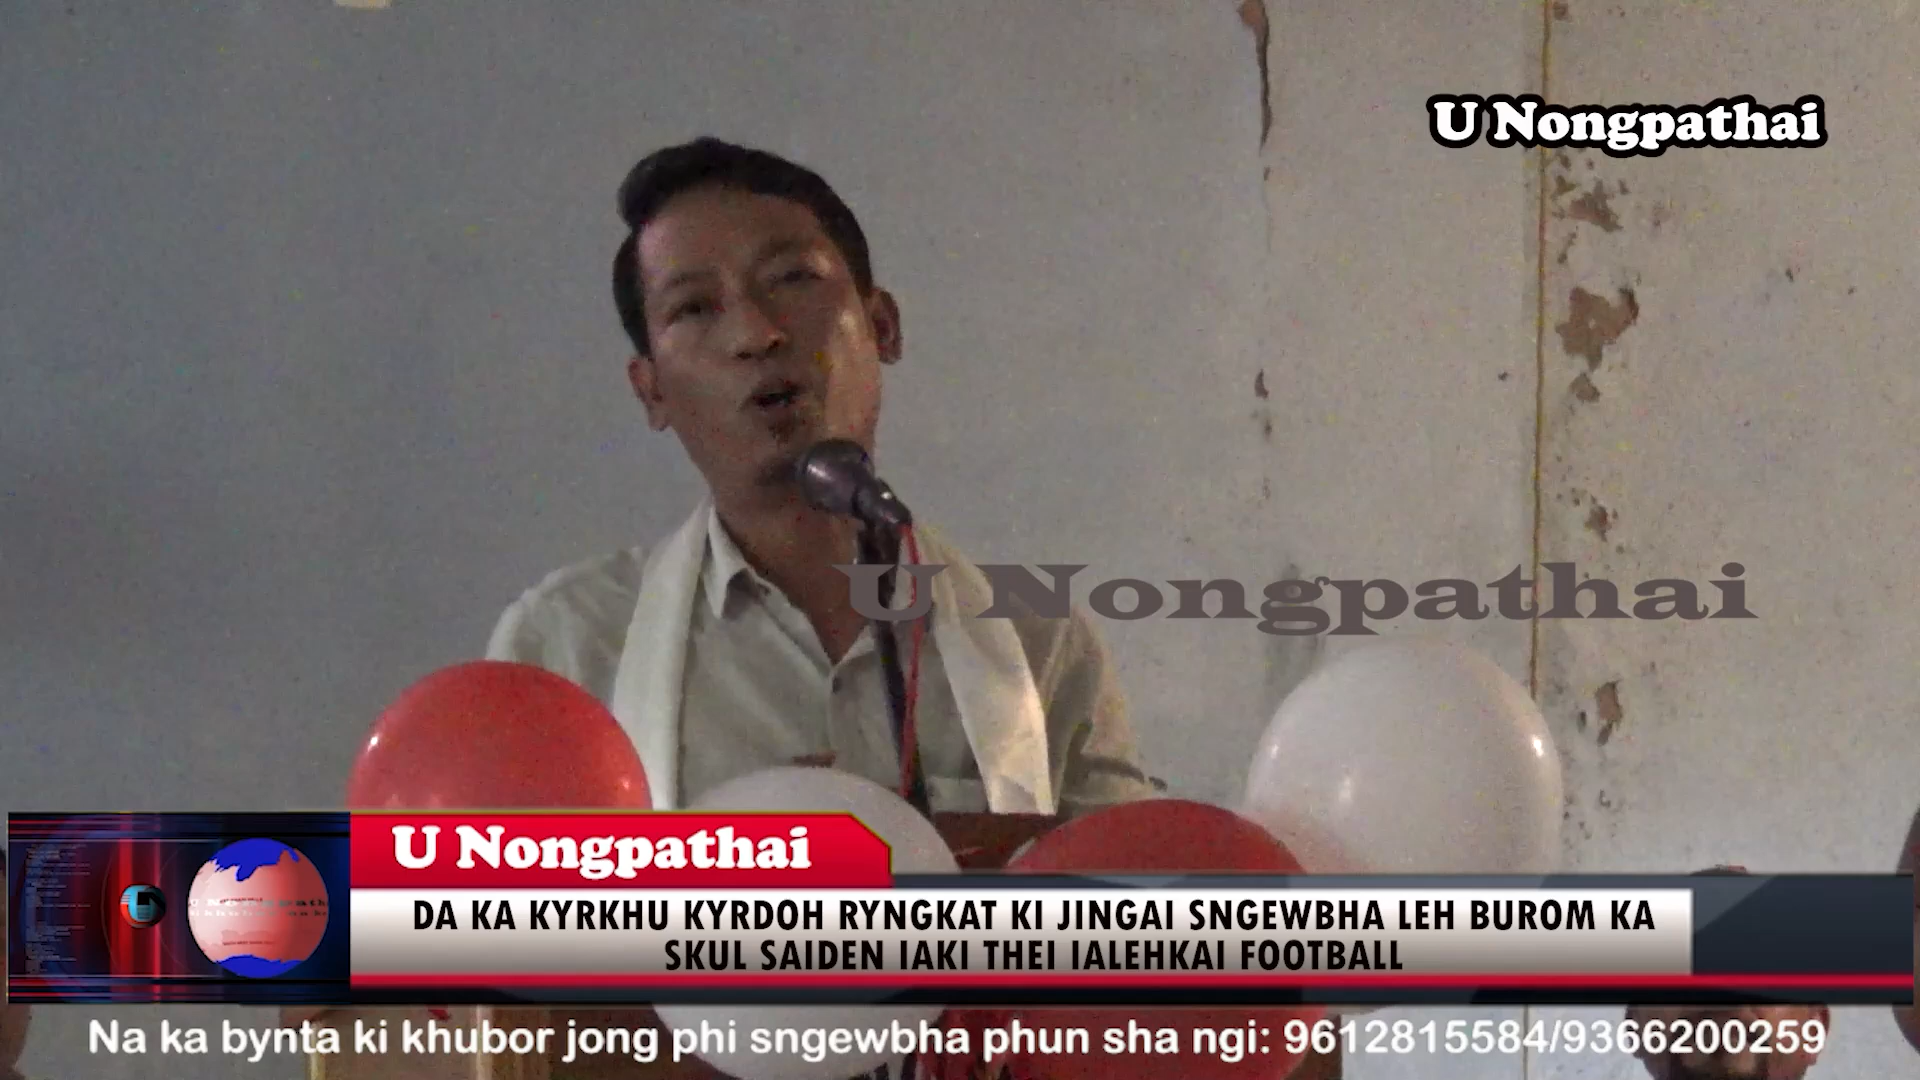 U Nongpathai
U Nongpathai
U Nongpathai
DA KA KYRKHU KYRDOH RYNGKAT KI JINGAI SNGEWBHA LEH BUROM KA
SKUL SAIDEN IAKI THEI IALEHKAI FOOTBALL
Na ka bynta ki khubor jong phi sngewbha phun sha ngi: 9612815584/9366200259